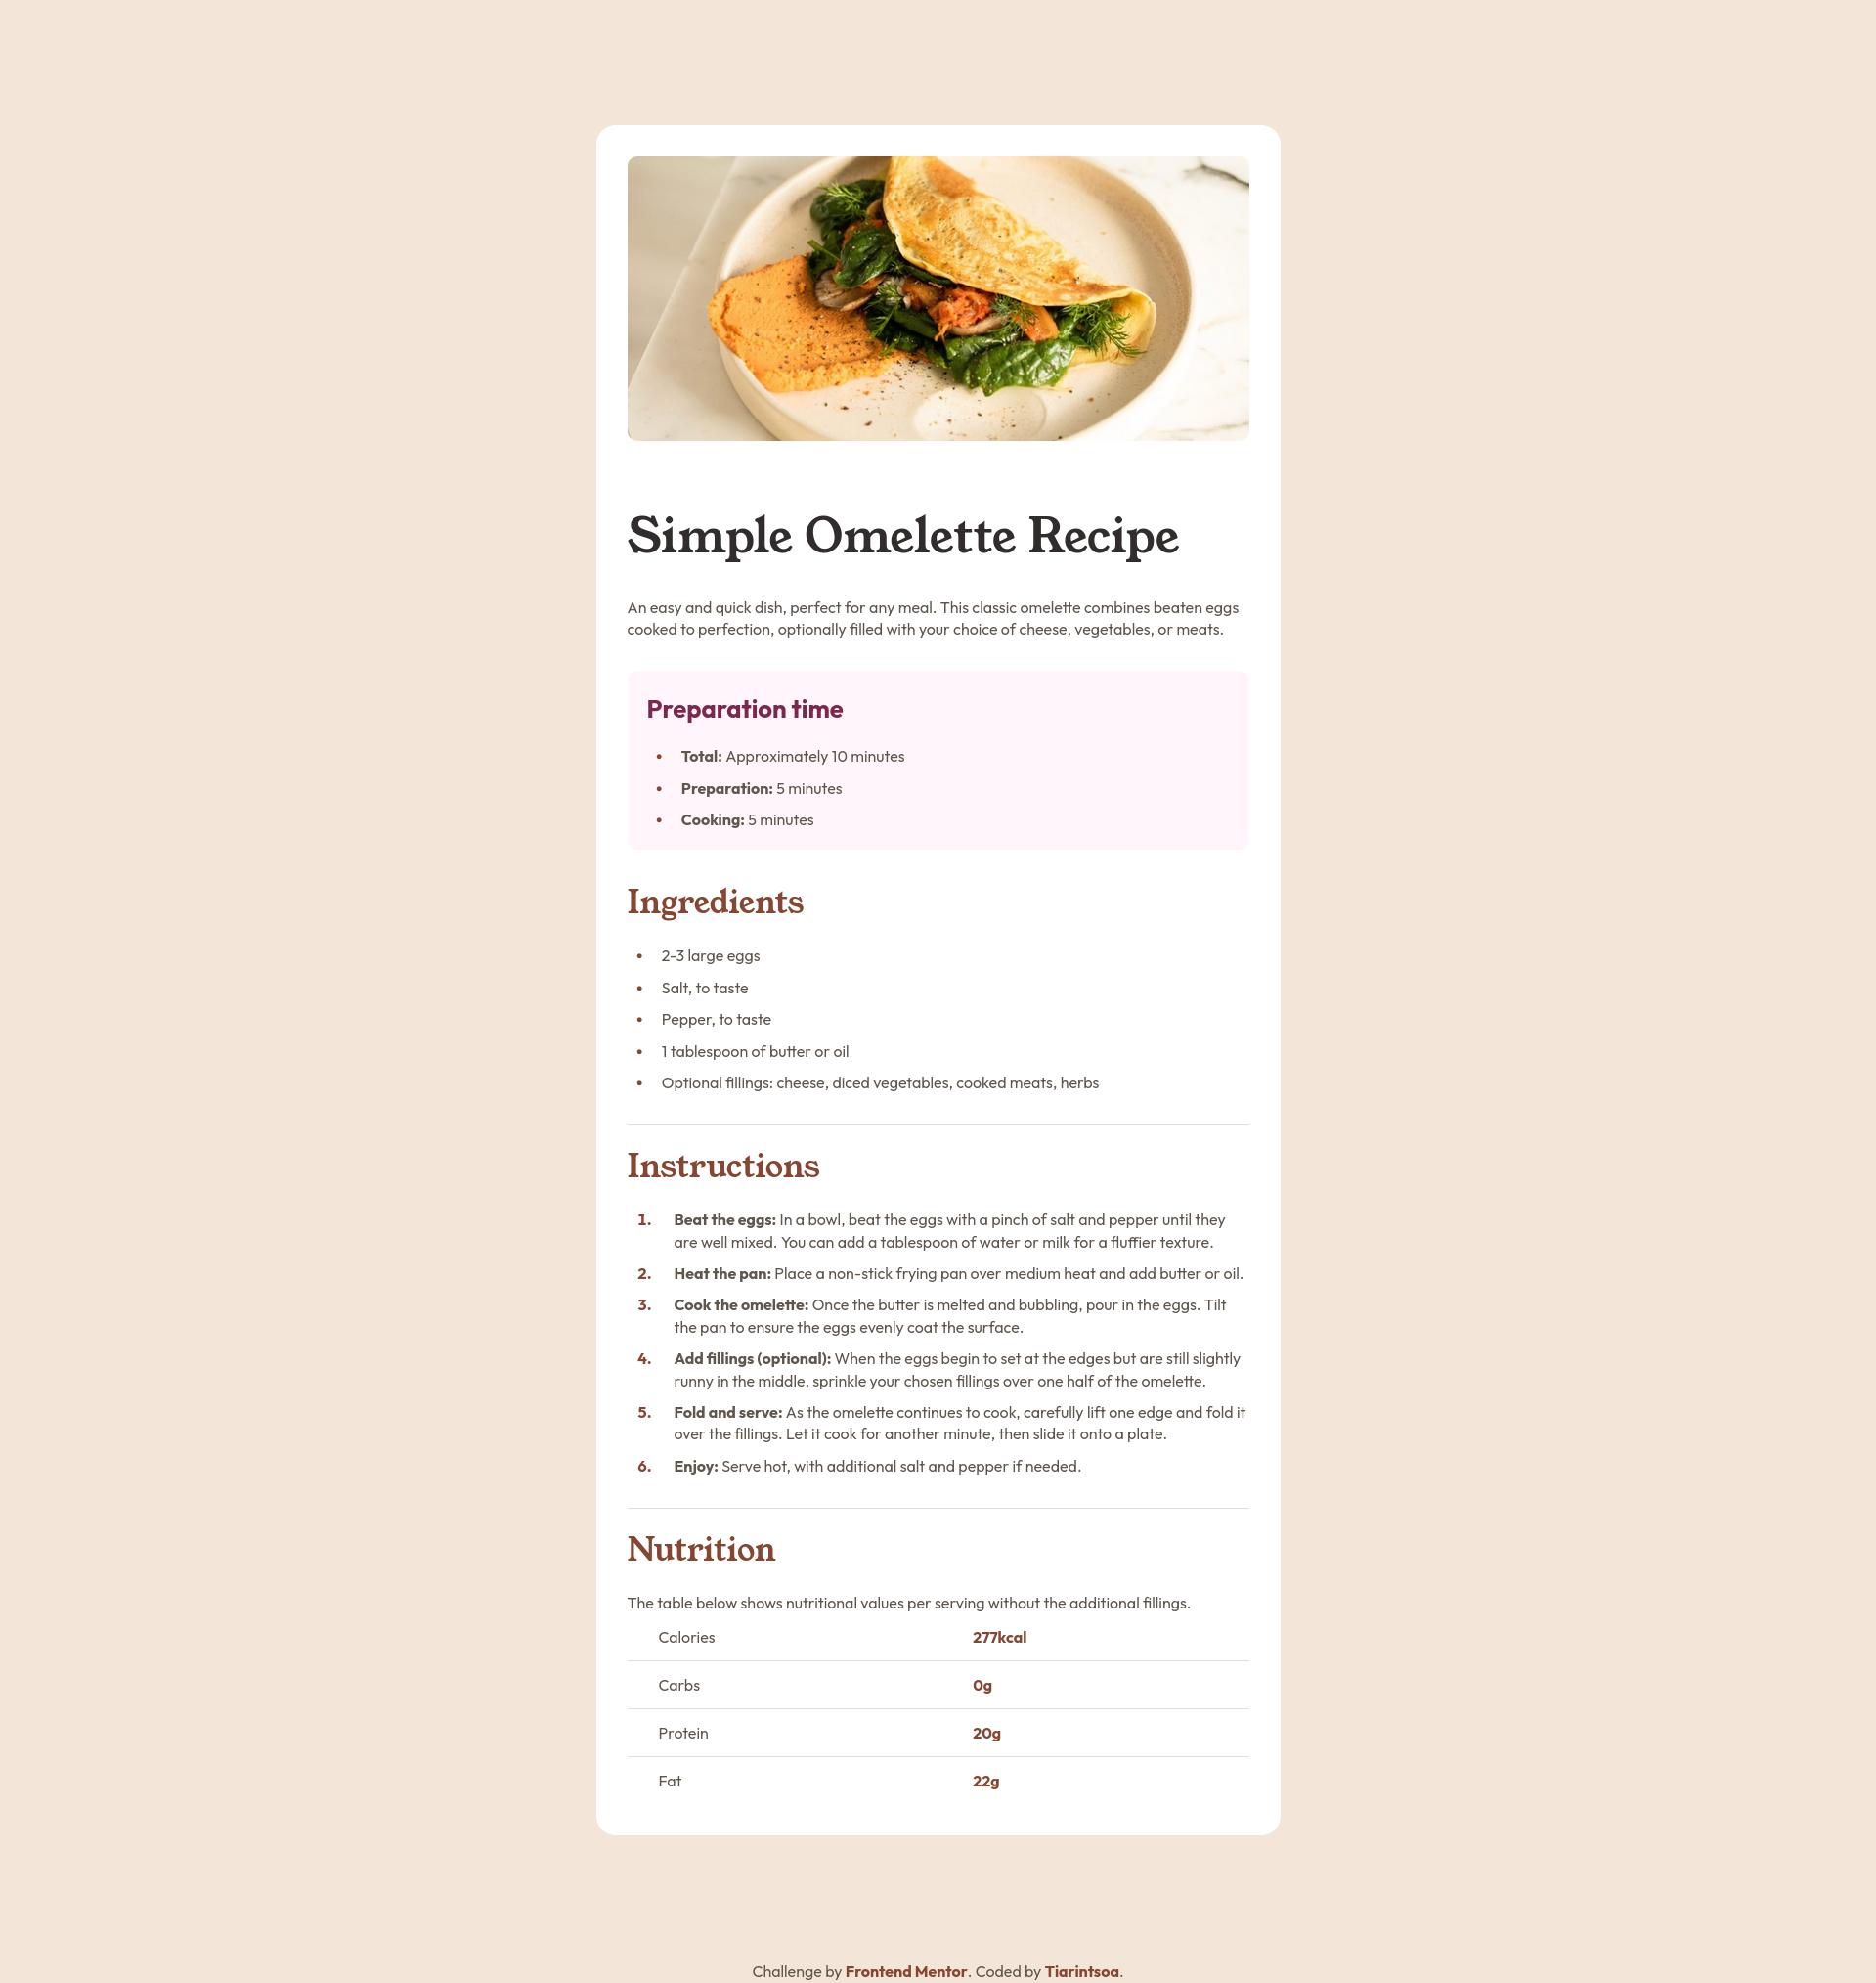 Simple Omelette Recipe
An easy and quick dish, perfect for any meal. This classic omelette combines beaten eggs
cooked to perfection, optionally filled with your choice of cheese, vegetables, or meats.
Preparation time
• Total: Approximately 10 minutes
• Preparation: 5 minutes
• Cooking: 5 minutes
Ingredients
• 2-3 large eggs
• Salt, to taste
• Pepper, to taste
• 1 tablespoon of butter or oil
• Optional fillings: cheese, diced vegetables, cooked meats, herbs
Instructions
1. Beat the eggs: In a bowl, beat the eggs with a pinch of salt and pepper until they
are well mixed. You can add a tablespoon of water or milk for a fluffier texture.
2. Heat the pan: Place a non-stick frying pan over medium heat and add butter or oil.
3. Cook the omelette: Once the butter is melted and bubbling, pour in the eggs. Tilt
the pan to ensure the eggs evenly coat the surface.
4. Add fillings (optional): When the eggs begin to set at the edges but are still slightly
runny in the middle, sprinkle your chosen fillings over one half of the omelette.
5. Fold and serve: As the omelette continues to cook, carefully lift one edge and fold it
over the fillings. Let it cook for another minute, then slide it onto a plate.
6. Enjoy: Serve hot, with additional salt and pepper if needed.
Nutrition
The table below shows nutritional values per serving without the additional fillings.
Calories 277kcal
Carbs 0g
Protein 20g
Fat 22g
Challenge by Frontend Mentor. Coded by Tiarintsoa.